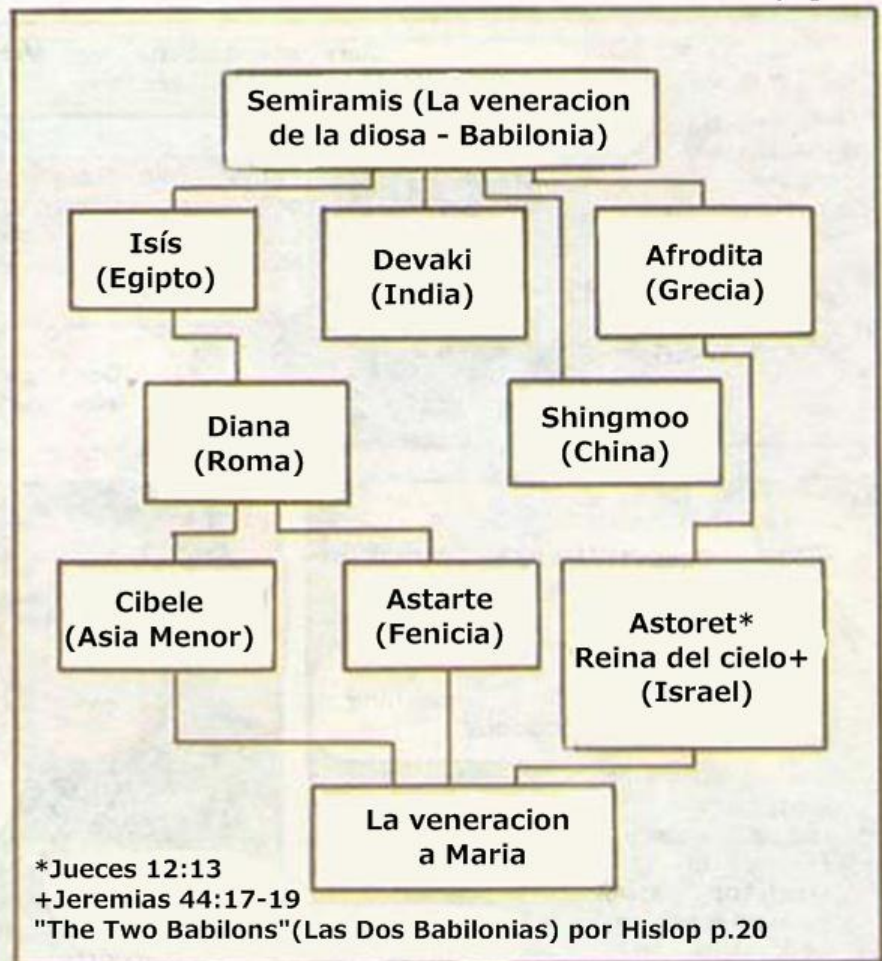 Semiramis (La veneracion
de la diosa - Babilonia)
Isís
(Egipto)
Devaki
(India)
Afrodita
(Grecia)
Diana
(Roma)
Shingmoo
(China)
Cibele
(Asia Menor)
Astarte
(Fenicia)
Astoret*
Reina del cielo+
(Israel)
La veneracion
a Maria
*Jueces 12:13
+Jeremias 44:17-19
"The Two Babilons"(Las Dos Babilonias) por Hislop p.20